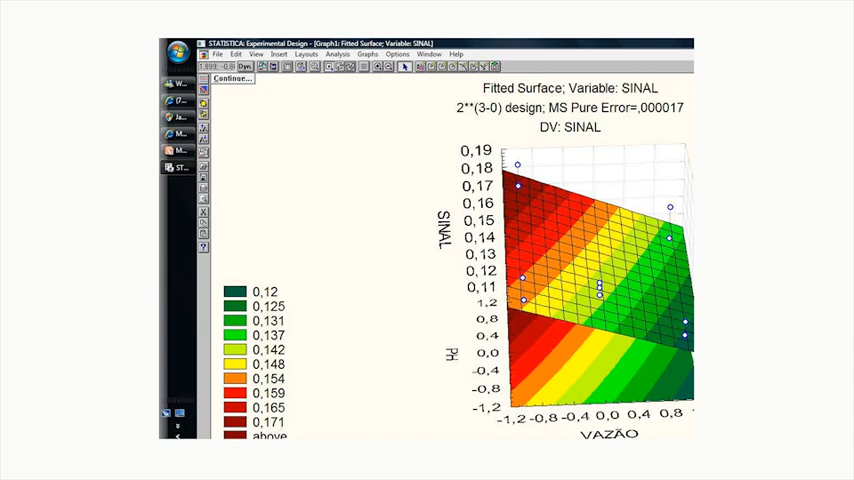 STATISTICA: Experimental Design - [Graph1: Fitted Surface; Variable: SINAL]
File Edit View Insert Layouts Analysis Graphs Options Window Help
Dyn.
Continue...
W...
(7...
Ja...
M...
M...
ST...
Fitted Surface; Variable: SINAL
2**(3-0) design; MS Pure Error=,000017
DV: SINAL
0,19
0,18
0,17
0,16
0,15
0,14
0,13
0,12
0,11
SINAL
1,2
0,8
0,4
0,0
-0,4
-0,8
-1,2
PH
-1,2 -0,8 -0,4 0,0 0,4 0,8
VAZÃO
0,12
0,125
0,131
0,137
0,142
0,148
0,154
0,159
0,165
0,171
above